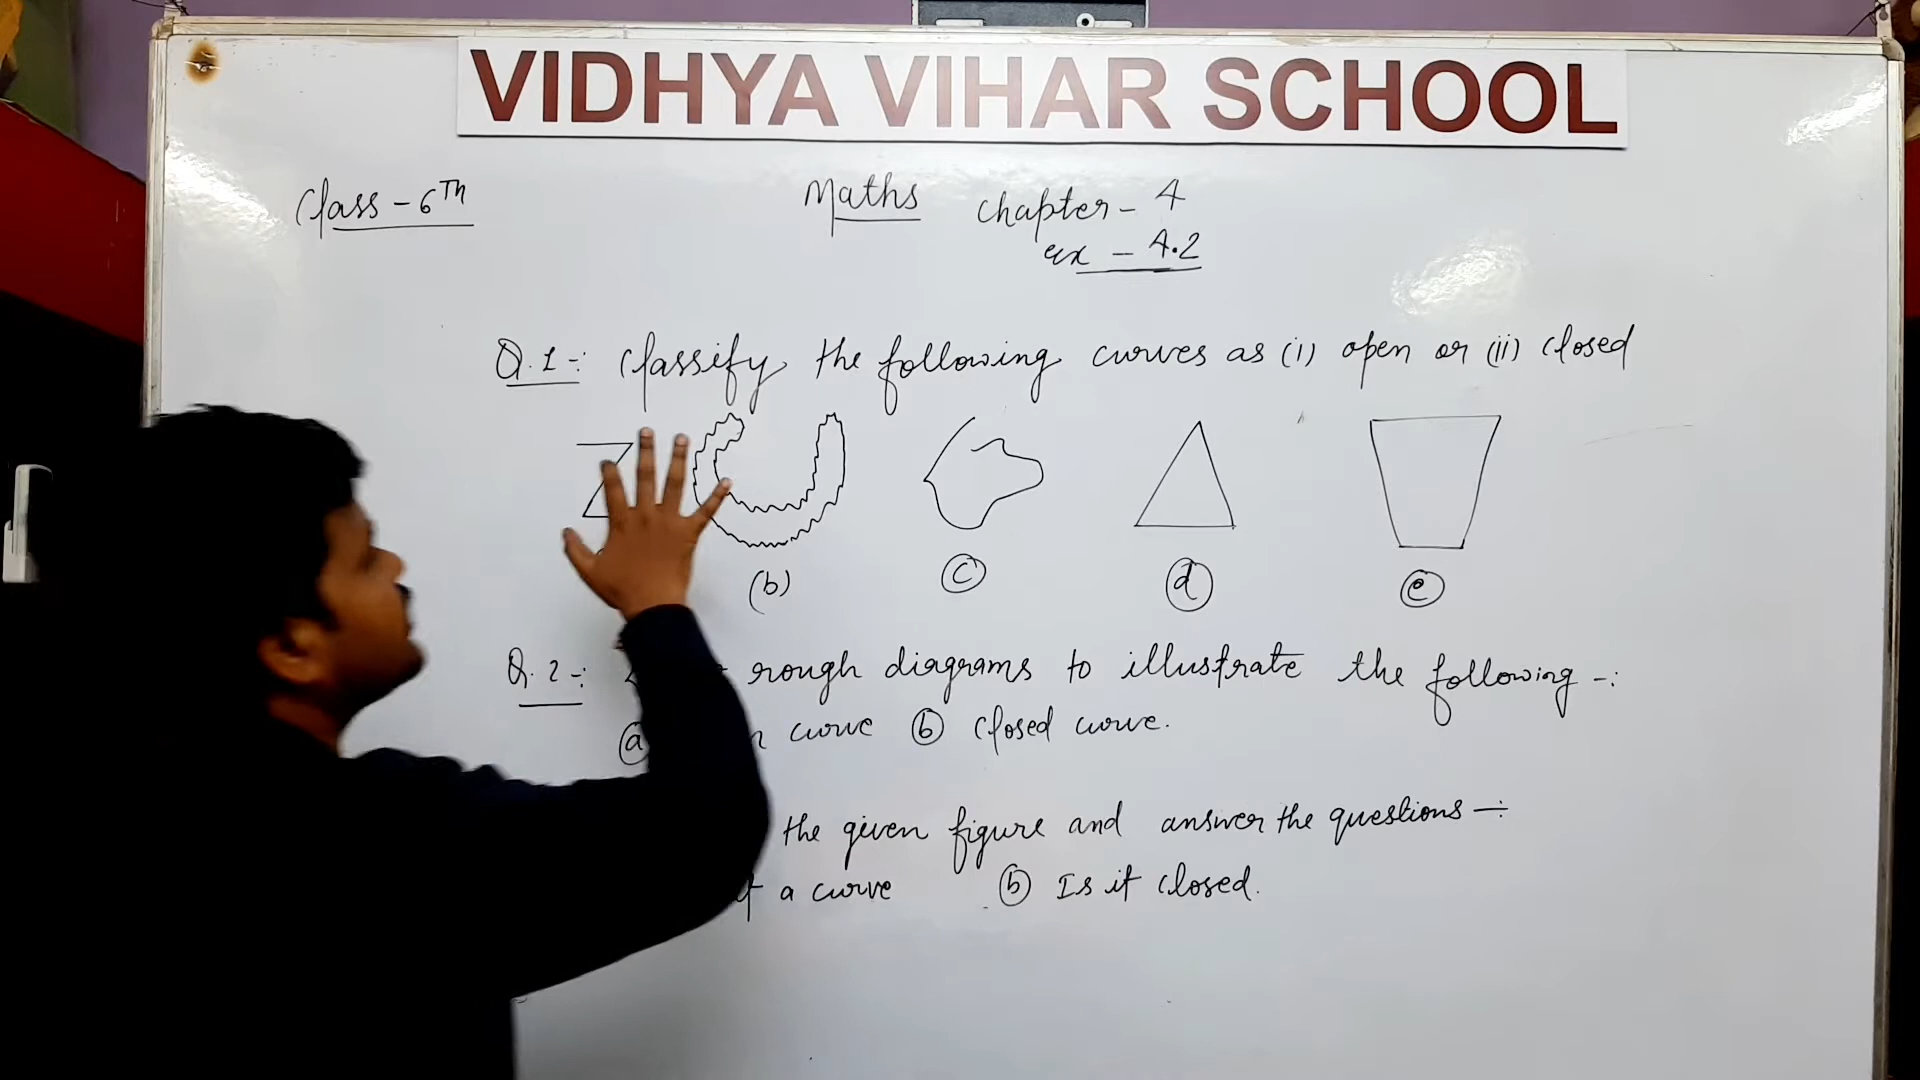 VIDHYA VIHAR SCHOOL
Class - 6Th
Maths
Chapter - 4
ex - 4.2
Q.1-: Classify the following curves as (i) open or (ii) closed
(b) c d e
Q.2-: rough diagrams to illustrate the following -:
a curve b Closed curve.
the given figure and answer the questions -:
a curve b Is it closed.